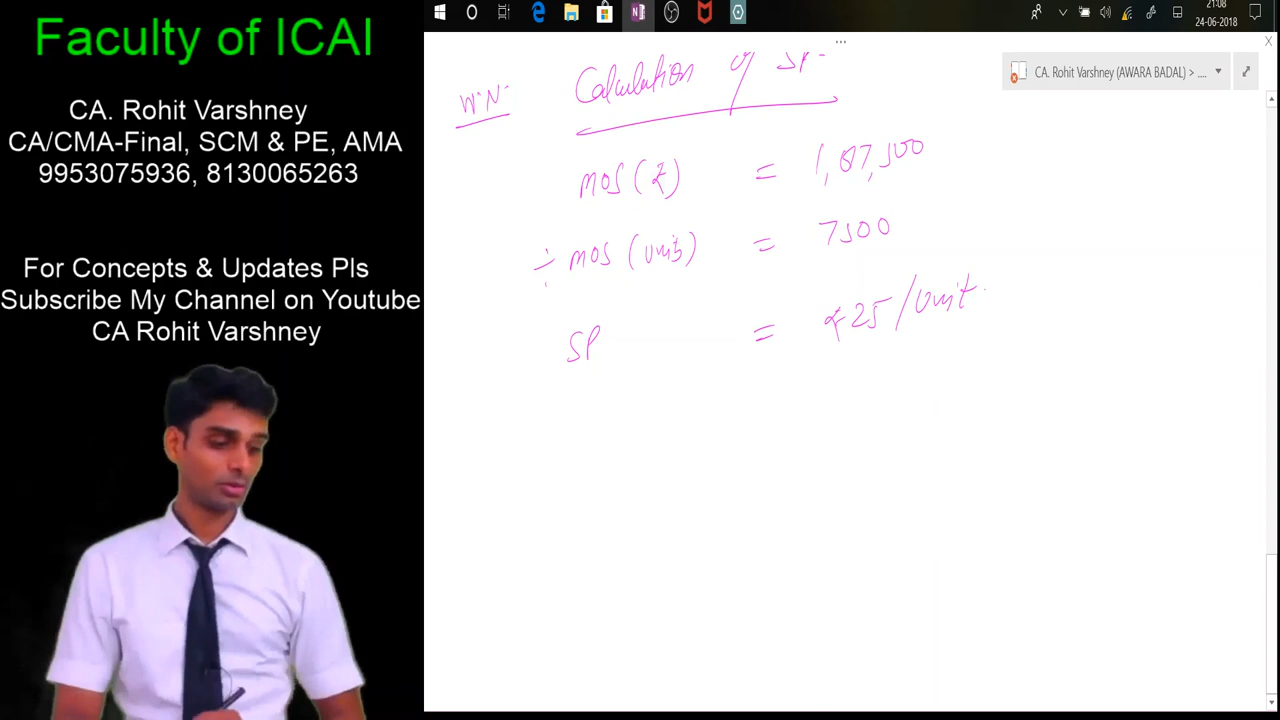 Faculty of ICAI
CA. Rohit Varshney
CA/CMA-Final, SCM & PE, AMA
9953075936, 8130065263
For Concepts & Updates Pls
Subscribe My Channel on Youtube
CA Rohit Varshney
21:08
24-06-2018
CA. Rohit Varshney (AWARA BADAL) > ....
W.N. Calculation of SP-
MOS (₹) = 1,87,500
÷ MOS (Units) = 7500
SP = ₹25/Unit.